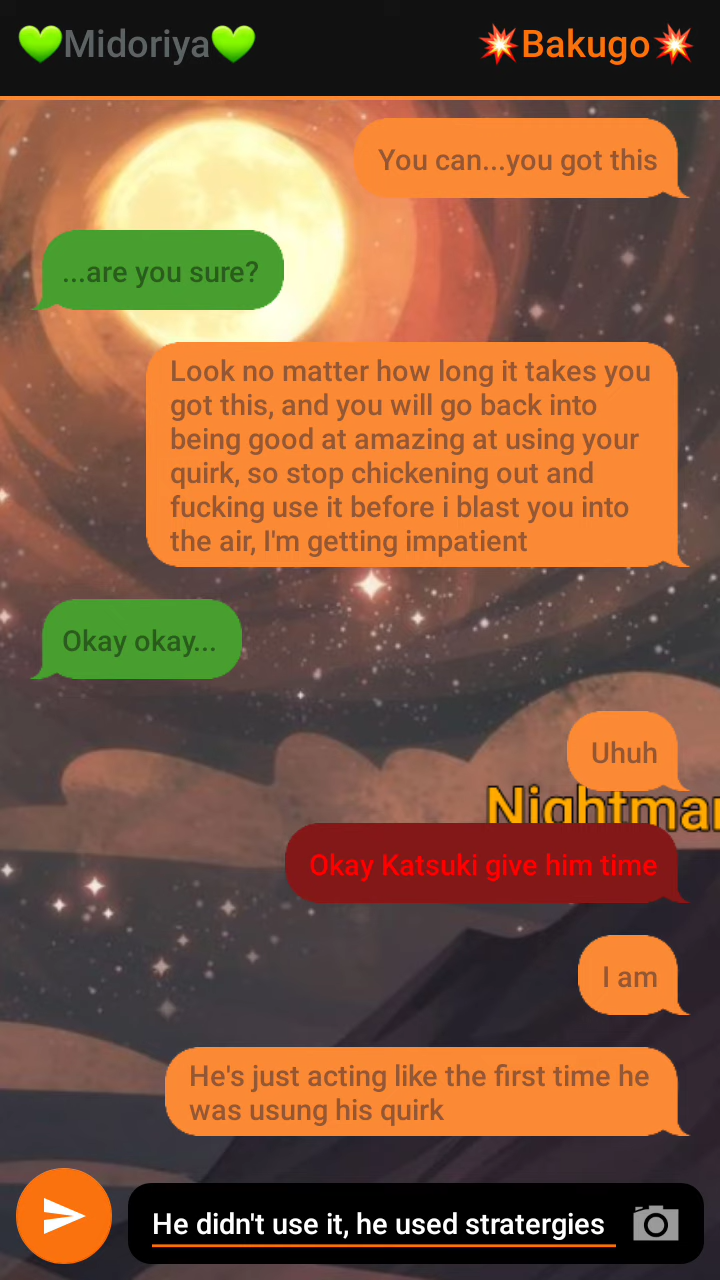 💚Midoriya💚 💥Bakugo💥
You can...you got this
...are you sure?
Look no matter how long it takes you
got this, and you will go back into
being good at amazing at using your
quirk, so stop chickening out and
fucking use it before i blast you into
the air, I'm getting impatient
Okay okay...
Uhuh
Okay Katsuki give him time
I am
He's just acting like the first time he
was usung his quirk
He didn't use it, he used stratergies